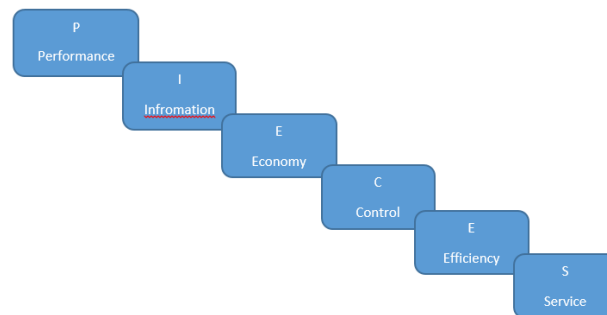 P
Performance
I
Infromation
E
Economy
C
Control
E
Efficiency
S
Service